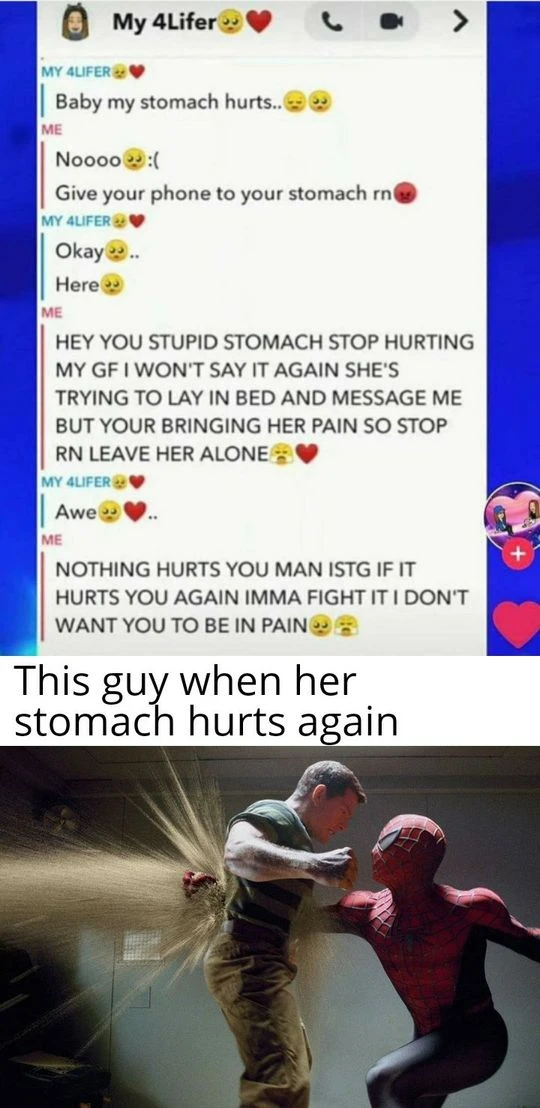 My 4Lifer🥺❤️
MY 4LIFER🥺❤️
Baby my stomach hurts..😔🥺
ME
Noooo🥺:(
Give your phone to your stomach rn😡
MY 4LIFER🥺❤️
Okay🥺..
Here🥺
ME
HEY YOU STUPID STOMACH STOP HURTING
MY GF I WON'T SAY IT AGAIN SHE'S
TRYING TO LAY IN BED AND MESSAGE ME
BUT YOUR BRINGING HER PAIN SO STOP
RN LEAVE HER ALONE😤❤️
MY 4LIFER🥺❤️
Awe🥺❤️..
ME
NOTHING HURTS YOU MAN ISTG IF IT
HURTS YOU AGAIN IMMA FIGHT IT I DON'T
WANT YOU TO BE IN PAIN🥺😤
This guy when her
stomach hurts again